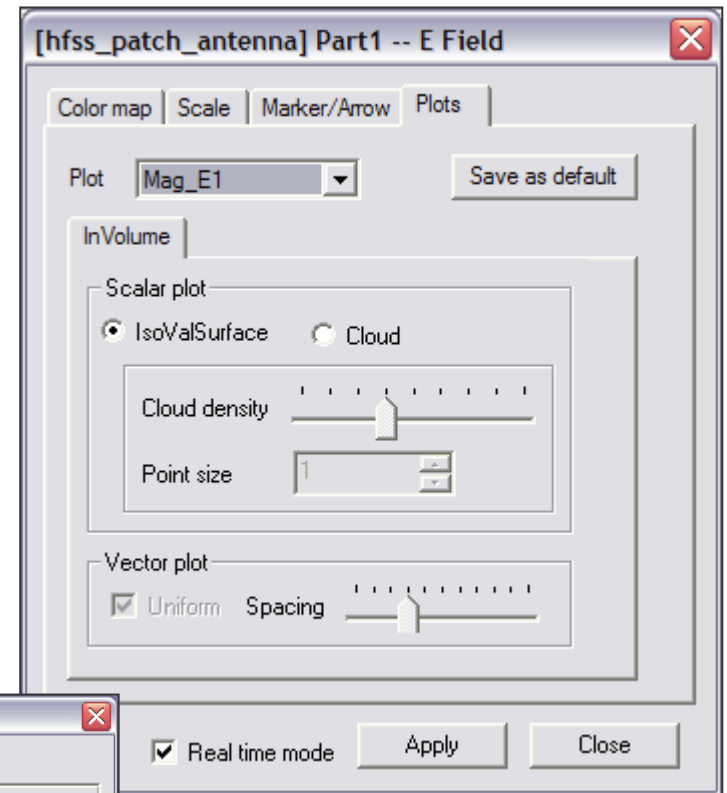 [hfss_patch_antenna] Part1 -- E Field
Color map Scale Marker/Arrow Plots
Plot Mag_E1 Save as default
InVolume
Scalar plot
IsoValSurface Cloud
Cloud density
Point size 1
Vector plot
Uniform Spacing
Real time mode Apply Close